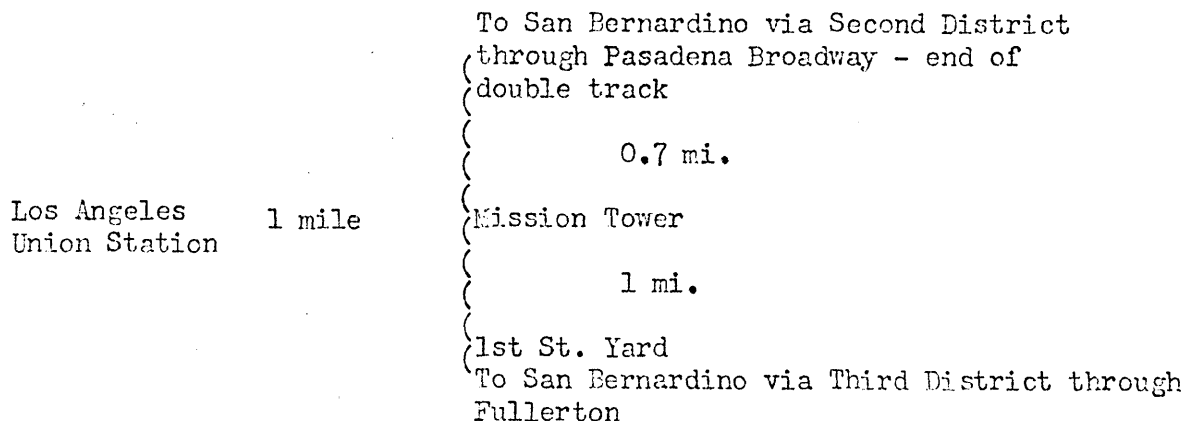 To San Bernardino via Second District
through Pasadena Broadway - end of
double track
0.7 mi.
Los Angeles
Union Station
1 mile
Mission Tower
1 mi.
1st St. Yard
To San Bernardino via Third District through
Fullerton